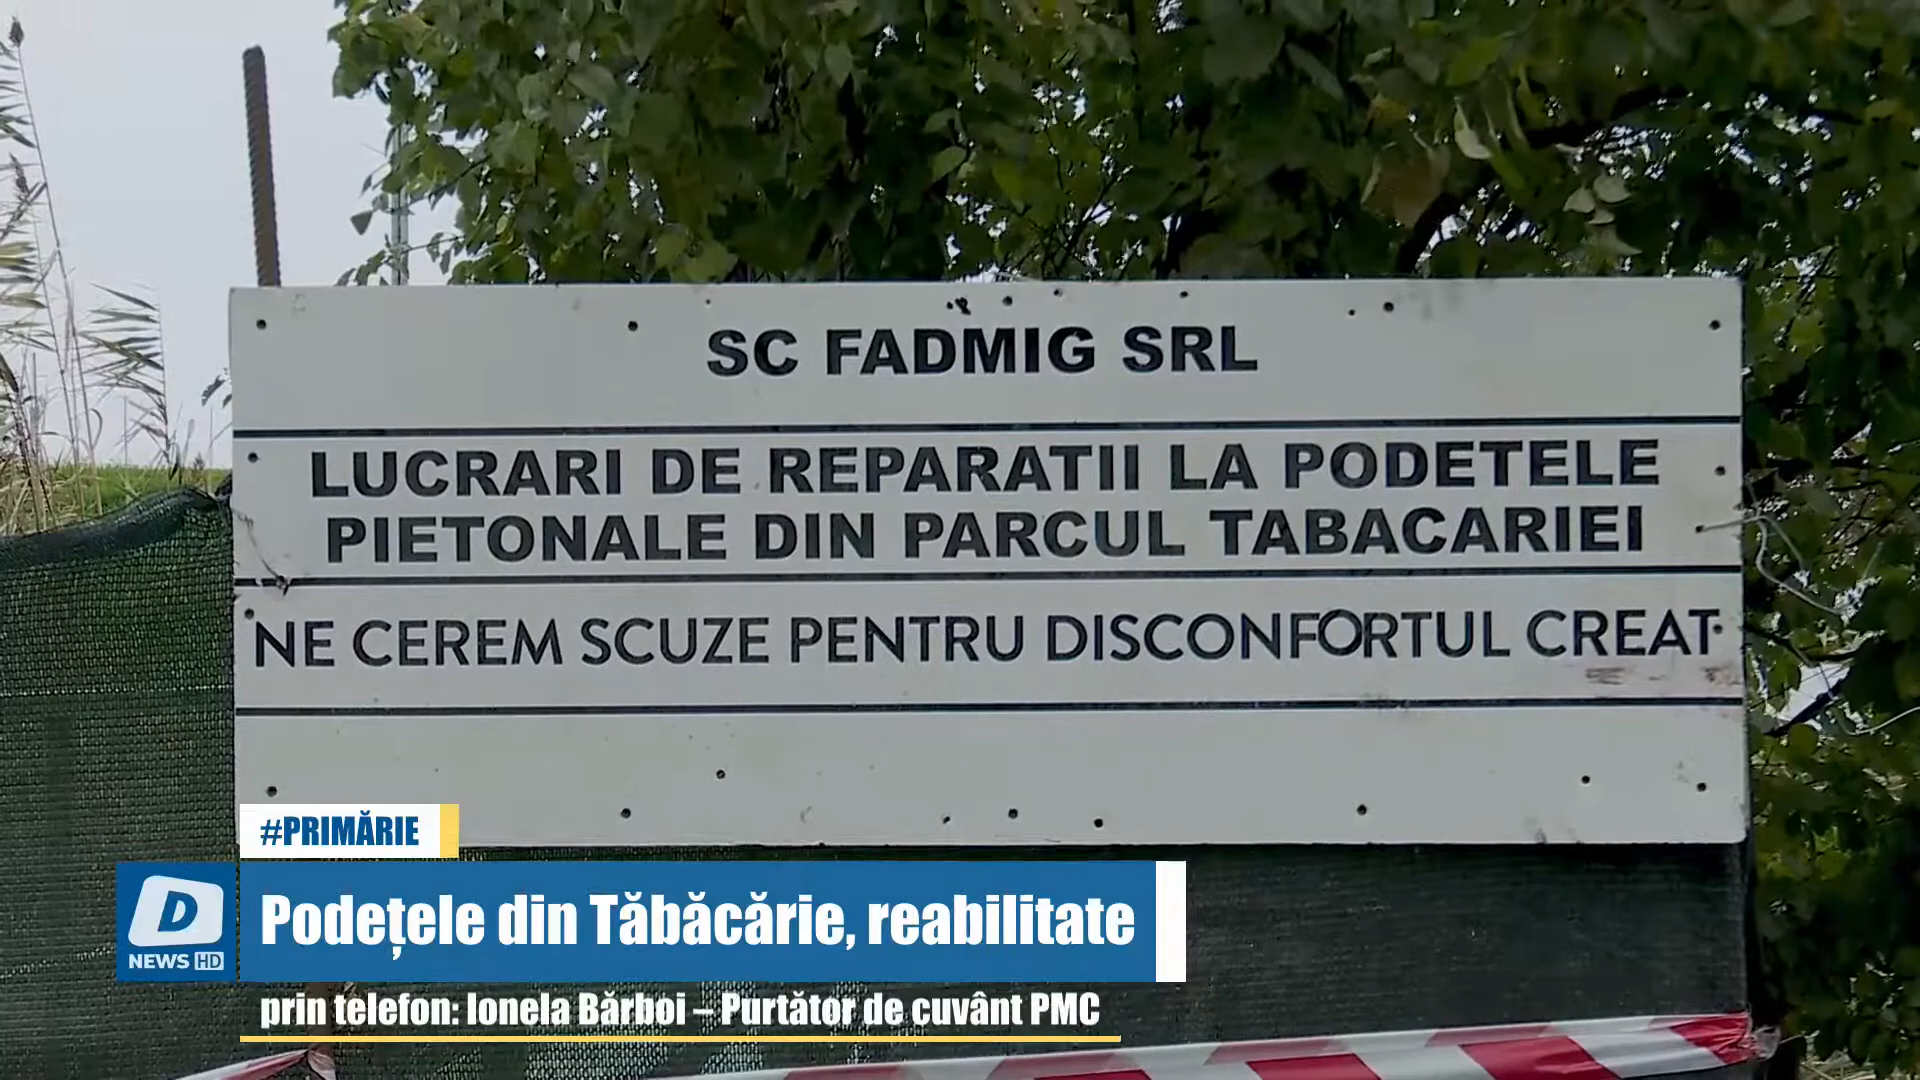 SC FADMIG SRL
LUCRARI DE REPARATII LA PODETELE
PIETONALE DIN PARCUL TABACARIEI
NE CEREM SCUZE PENTRU DISCONFORTUL CREAT
#PRIMĂRIE
Podețele din Tăbăcărie, reabilitate
D
NEWS HD
prin telefon: Ionela Bărboi – Purtător de cuvânt PMC